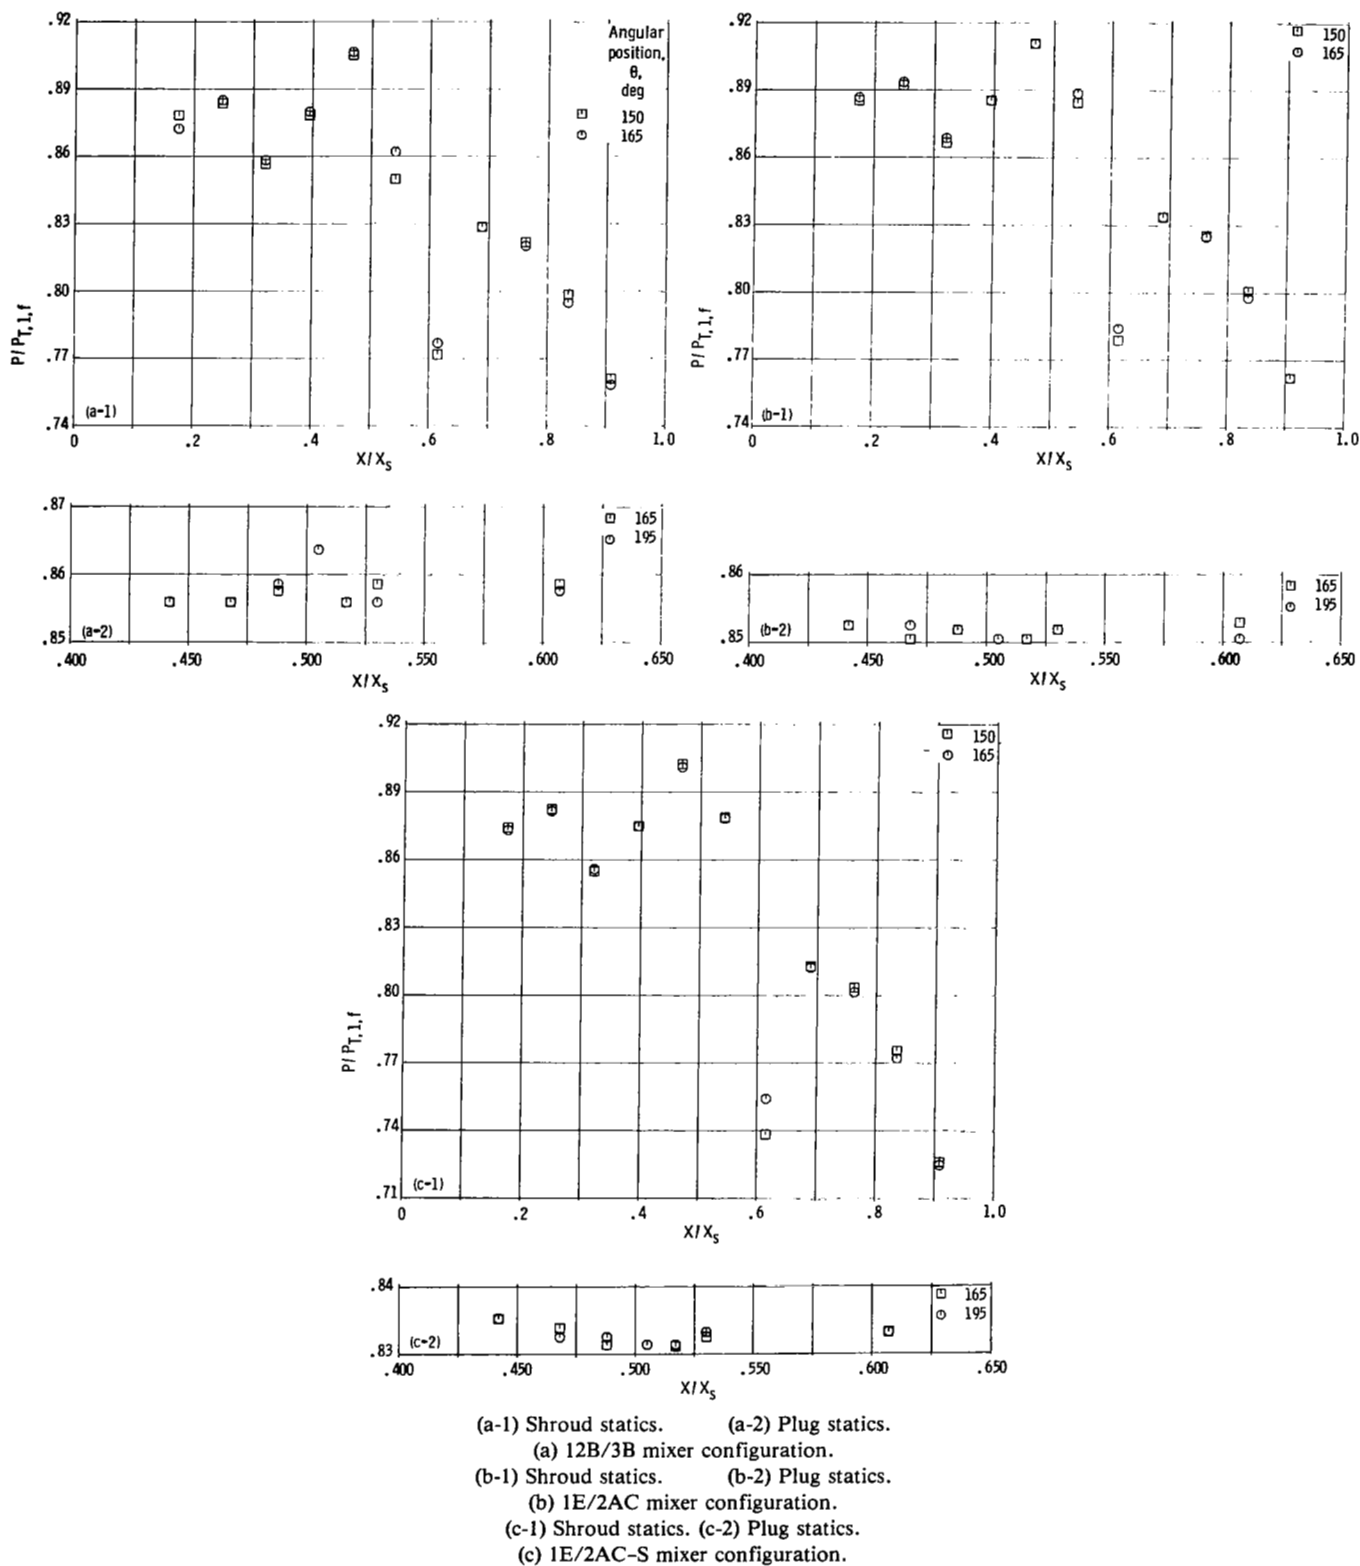 .92
.89
.86
.83
.80
.77
.74
P/P_T,1,f
Angular
position,
θ,
deg
150
165
(a-1)
0 .2 .4 .6 .8 1.0
X/X_s
.92
.89
.86
.83
.80
.77
.74
P/P_T,1,f
150
165
(b-1)
0 .2 .4 .6 .8 1.0
X/X_s
.87
.86
.85
165
195
(a-2)
.400 .450 .500 .550 .600 .650
X/X_s
.86
.85
165
195
(b-2)
.400 .450 .500 .550 .600 .650
X/X_s
.92
.89
.86
.83
.80
.77
.74
.71
P/P_T,1,f
150
165
(c-1)
0 .2 .4 .6 .8 1.0
X/X_s
.84
.83
165
195
(c-2)
.400 .450 .500 .550 .600 .650
X/X_s
(a-1) Shroud statics. (a-2) Plug statics.
(a) 12B/3B mixer configuration.
(b-1) Shroud statics. (b-2) Plug statics.
(b) 1E/2AC mixer configuration.
(c-1) Shroud statics. (c-2) Plug statics.
(c) 1E/2AC-S mixer configuration.